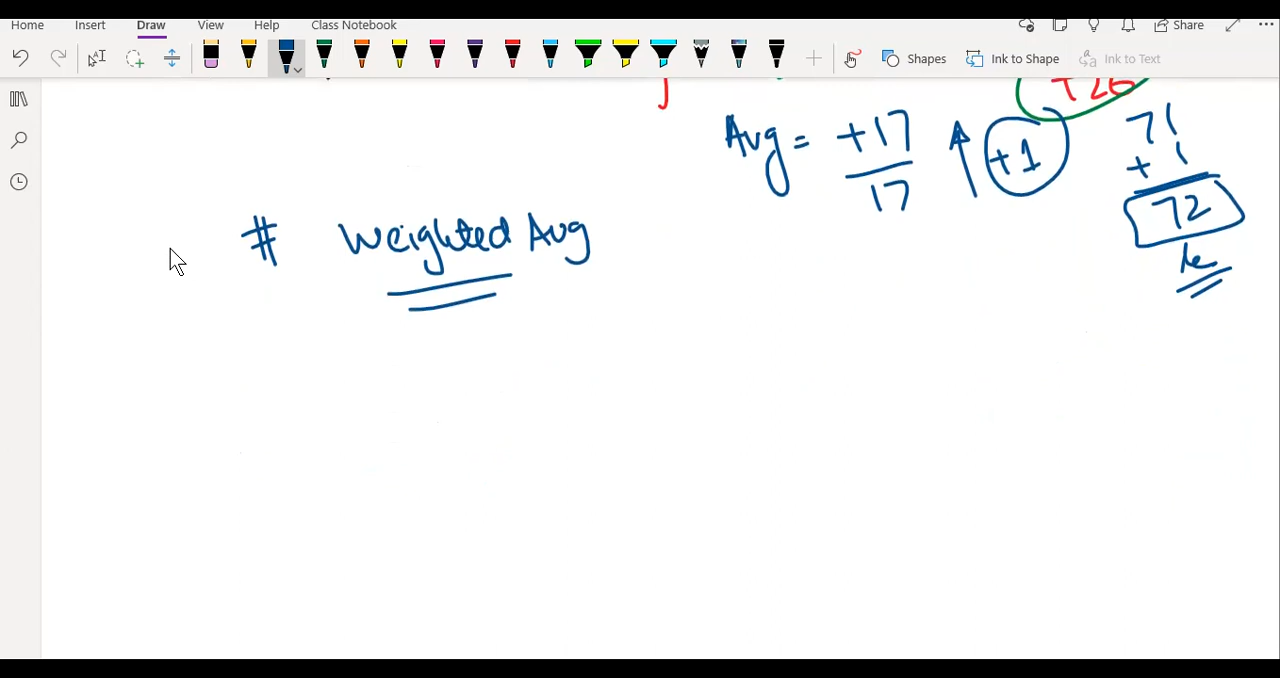 Home Insert Draw View Help Class Notebook Share
Shapes Ink to Shape Ink to Text
+26
Avg = +17 / 17 +1
71
+ 1
72
# Weighted Avg